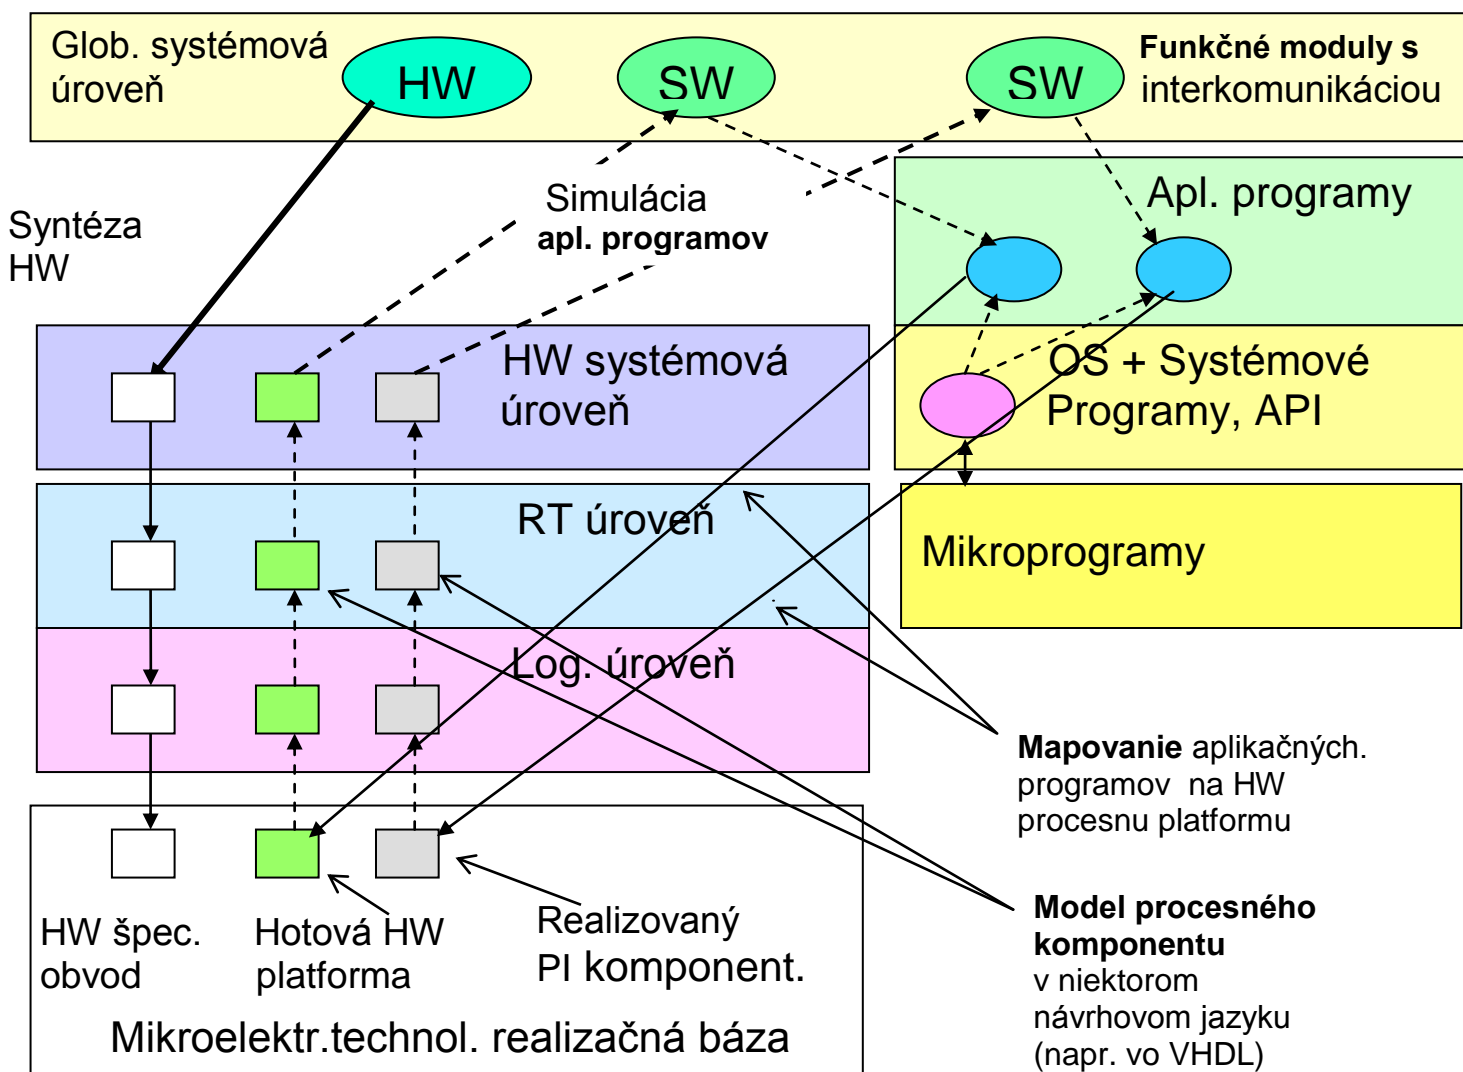 Glob. systémová
úroveň
HW
SW
SW
Funkčné moduly s
interkomunikáciou
Syntéza
HW
Simulácia
apl. programov
Apl. programy
HW systémová
úroveň
OS + Systémové
Programy, API
RT úroveň
Mikroprogramy
Log. úroveň
Mapovanie aplikačných.
programov na HW
procesnu platformu
HW špec.
obvod
Hotová HW
platforma
Realizovaný
PI komponent.
Model procesného
komponentu
v niektorom
návrhovom jazyku
(napr. vo VHDL)
Mikroelektr.technol. realizačná báza